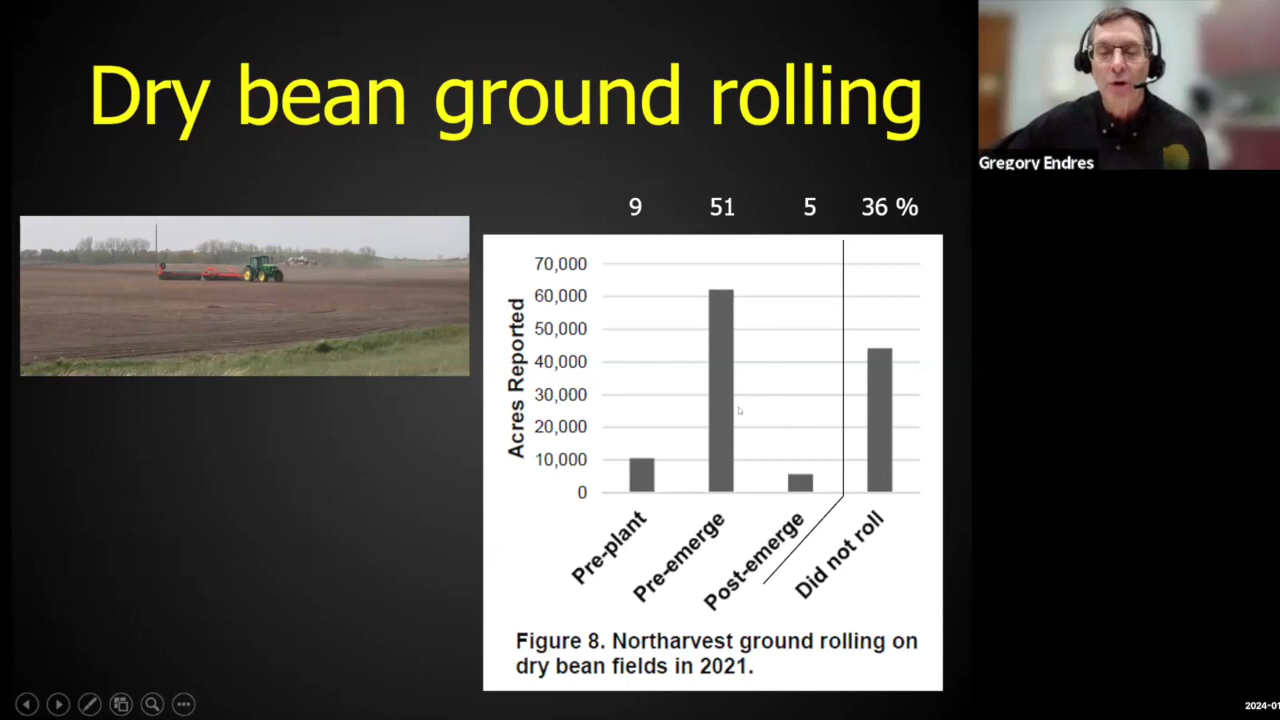 Dry bean ground rolling
Gregory Endres
9 51 5 36 %
70,000
60,000
50,000
40,000
30,000
20,000
10,000
0
Acres Reported
Pre-plant
Pre-emerge
Post-emerge
Did not roll
Figure 8. Northarvest ground rolling on
dry bean fields in 2021.
2024-01